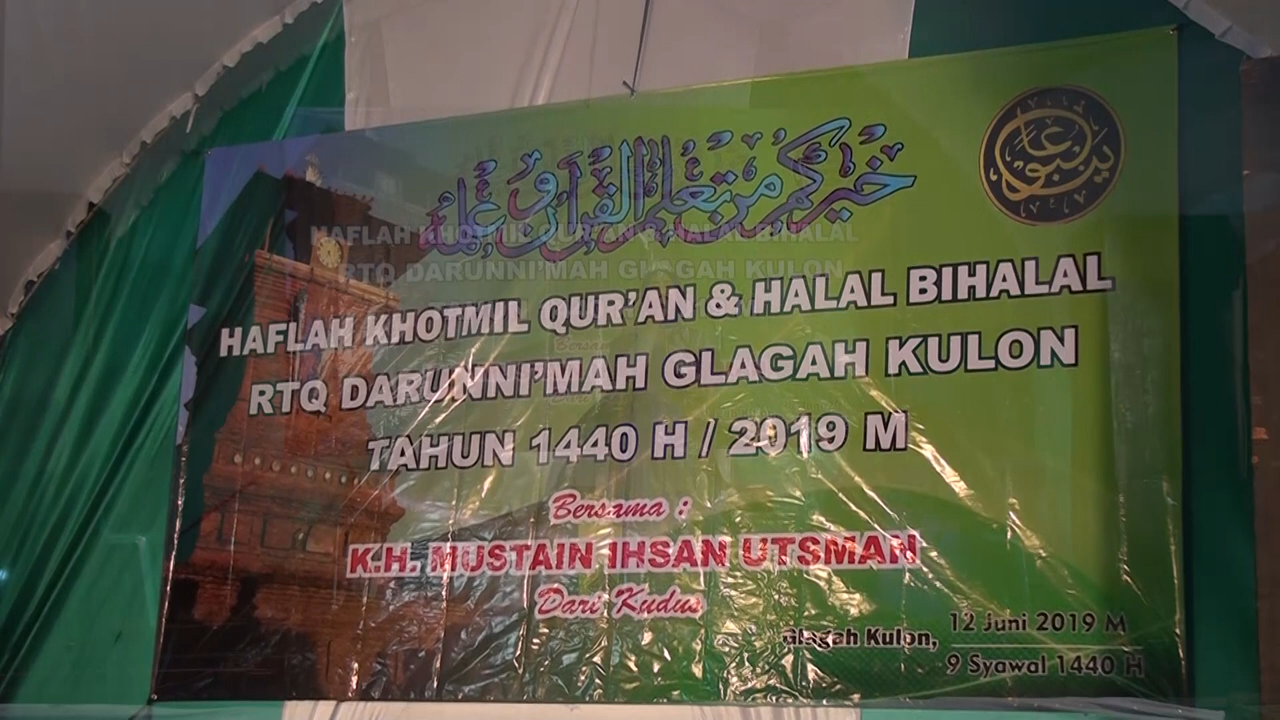 خيركم من تعلم القرآن وعلمه
ينبوعا
HAFLAH KHOTMIL QUR'AN & HALAL BIHALAL
RTQ DARUNNI'MAH GLAGAH KULON
TAHUN 1440 H / 2019 M
Bersama :
K.H. MUSTAIN IHSAN UTSMAN
Dari Kudus
Glagah Kulon,
12 Juni 2019 M
9 Syawal 1440 H